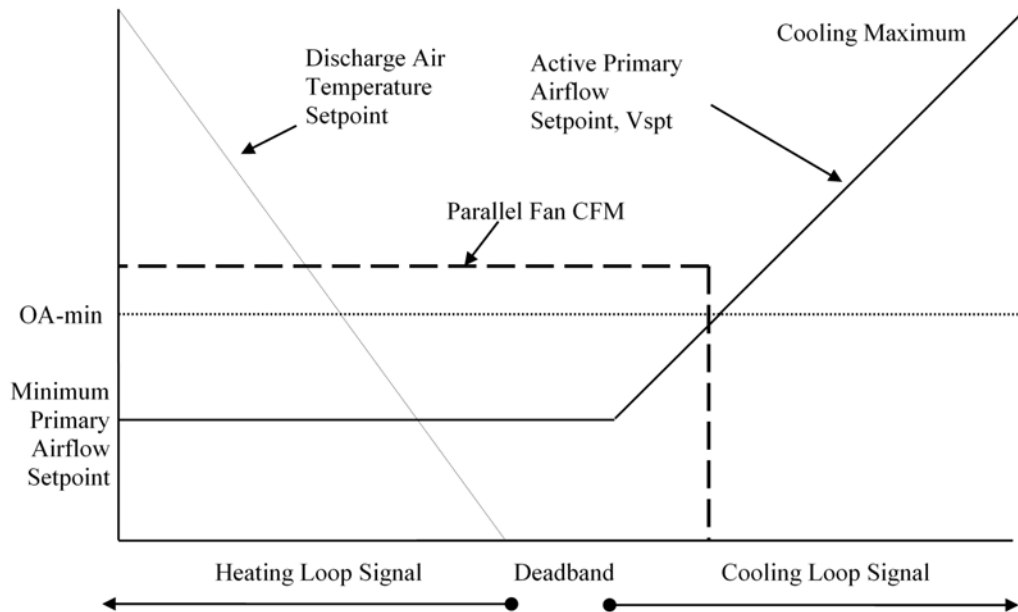 Discharge Air
Temperature
Setpoint
Active Primary
Airflow
Setpoint, Vspt
Cooling Maximum
Parallel Fan CFM
OA-min
Minimum
Primary
Airflow
Setpoint
Heating Loop Signal
Deadband
Cooling Loop Signal